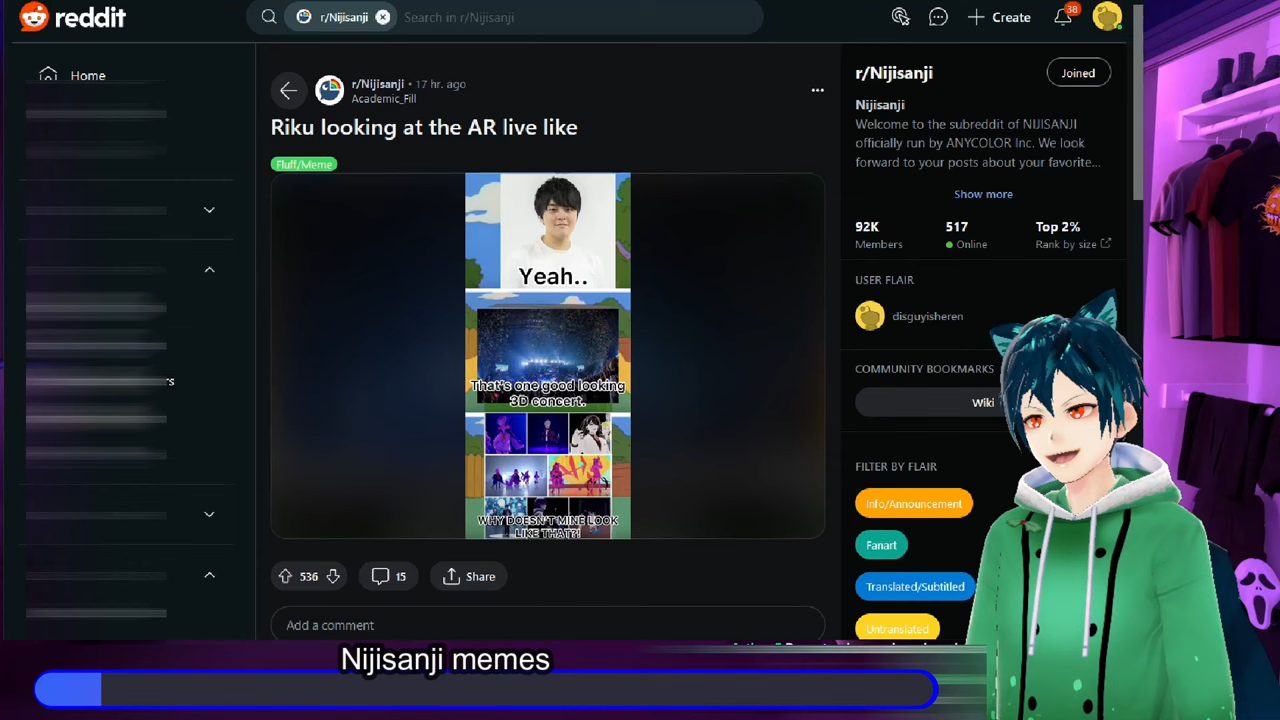 reddit
r/Nijisanji
Search in r/Nijisanji
Create
38
Home
r/Nijisanji • 17 hr. ago
Academic_Fill
Riku looking at the AR live like
Fluff/Meme
Yeah..
That's one good looking
3D concert.
WHY DOESN'T MINE LOOK
LIKE THAT?!
536
15
Share
Add a comment
r/Nijisanji
Joined
Nijisanji
Welcome to the subreddit of NIJISANJI
officially run by ANYCOLOR Inc. We look
forward to your posts about your favorite...
Show more
92K
Members
517
Online
Top 2%
Rank by size
USER FLAIR
disguyisheren
COMMUNITY BOOKMARKS
Wiki
FILTER BY FLAIR
Info/Announcement
Fanart
Translated/Subtitled
Untranslated
Nijisanji memes